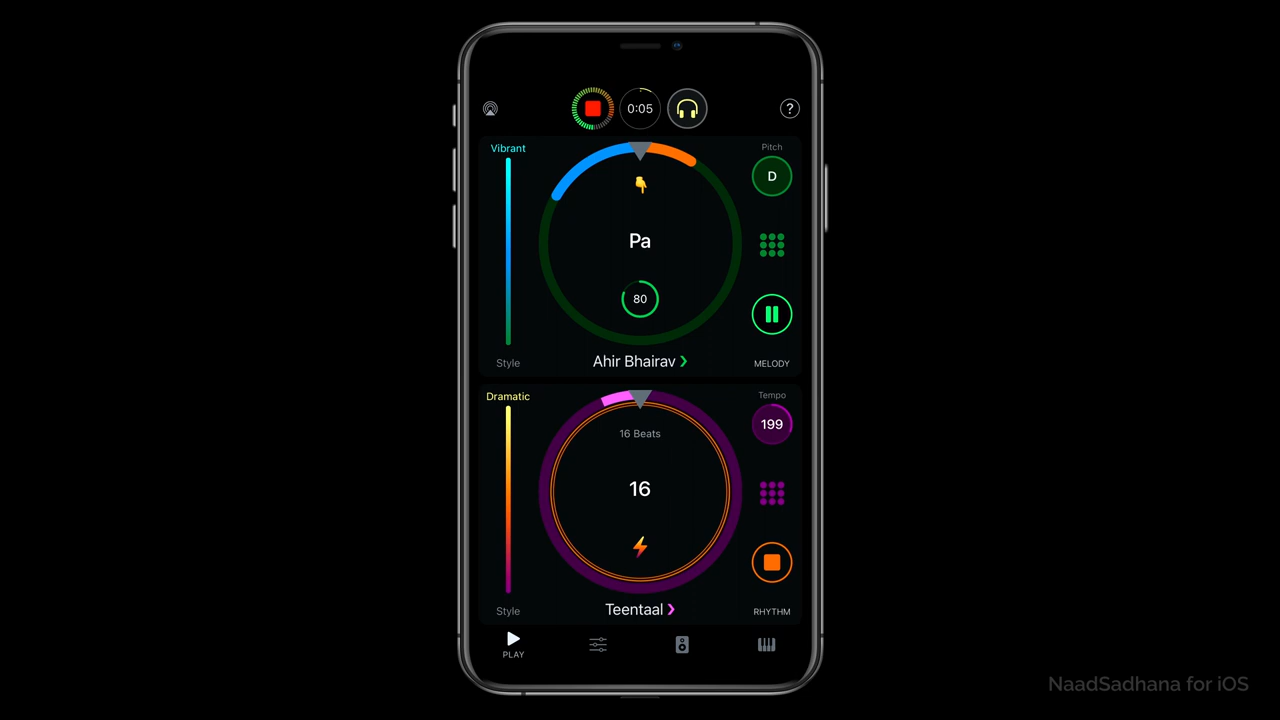 0:05
?
Vibrant
Pitch
D
Pa
80
Style
Ahir Bhairav
MELODY
Dramatic
Tempo
16 Beats
199
16
Style
Teentaal
RHYTHM
PLAY
NaadSadhana for iOS